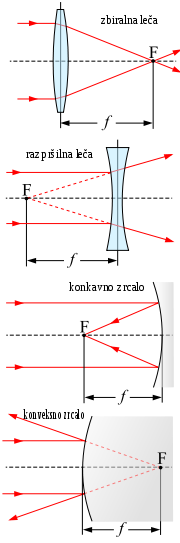 zbiralna leča
F
f
razpršilna leča
F
f
konkavno zrcalo
F
f
konveksno zrcalo
F
f